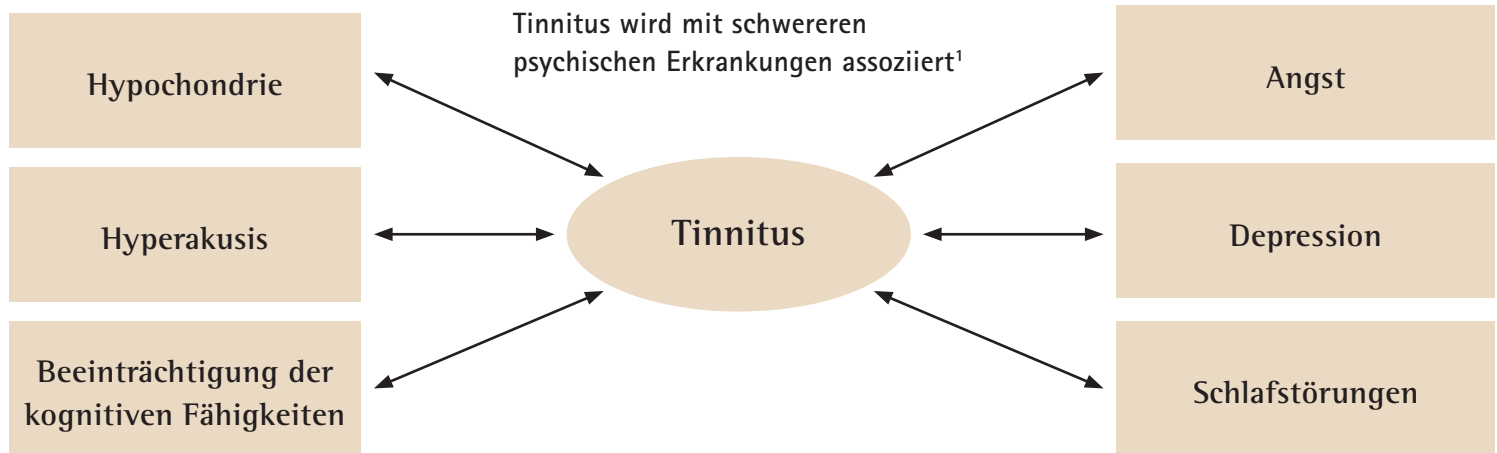 Tinnitus wird mit schwereren
psychischen Erkrankungen assoziiert¹
Hypochondrie
Angst
Hyperakusis
Tinnitus
Depression
Beeinträchtigung der
kognitiven Fähigkeiten
Schlafstörungen